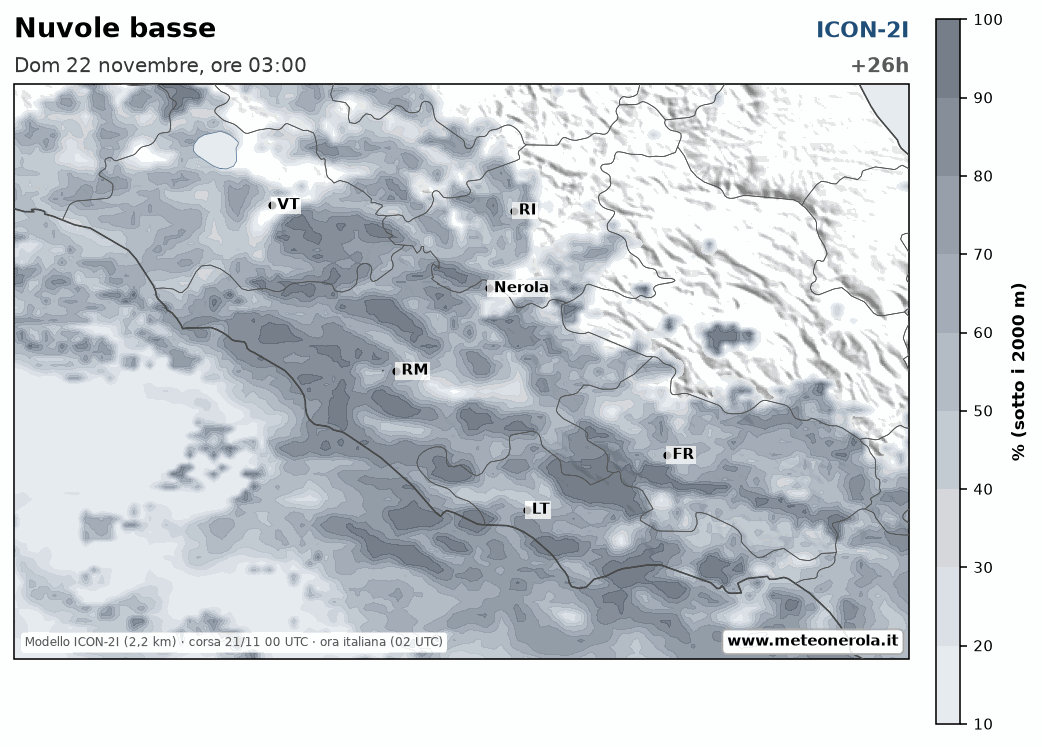 Nuvole basse
ICON-2I
Dom 22 novembre, ore 03:00
+26h
VT
RI
Nerola
RM
FR
LT
Modello ICON-2I (2,2 km) · corsa 21/11 00 UTC · ora italiana (02 UTC)
www.meteonerola.it
100
90
80
70
60
50
40
30
20
10
% (sotto i 2000 m)